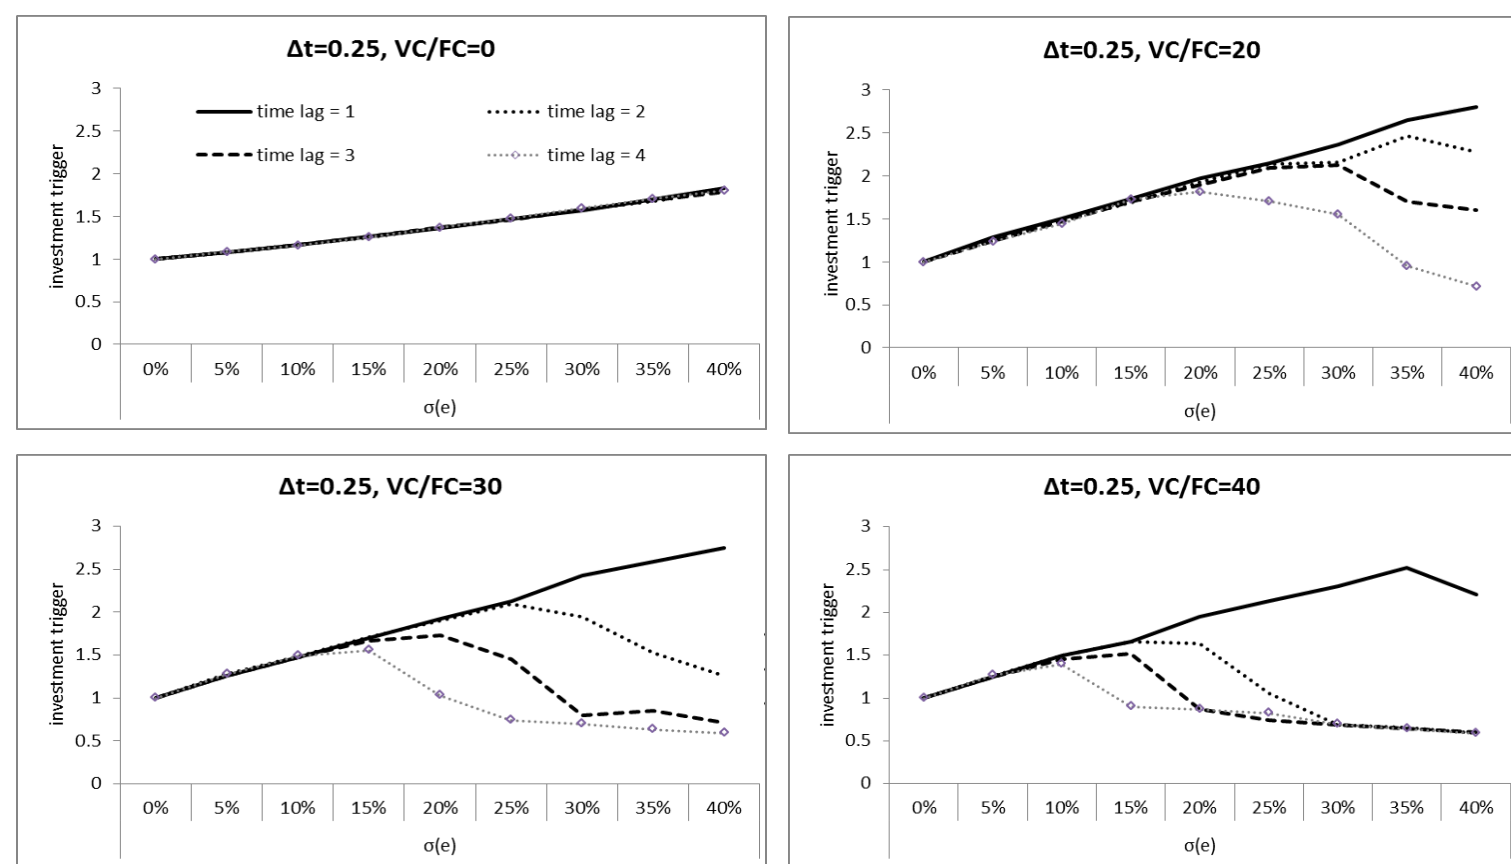 Δt=0.25, VC/FC=0
3
2.5
2
1.5
1
0.5
0
investment trigger
time lag = 1
time lag = 2
time lag = 3
time lag = 4
0% 5% 10% 15% 20% 25% 30% 35% 40%
σ(e)
Δt=0.25, VC/FC=20
3
2.5
2
1.5
1
0.5
0
investment trigger
0% 5% 10% 15% 20% 25% 30% 35% 40%
σ(e)
Δt=0.25, VC/FC=30
3
2.5
2
1.5
1
0.5
0
investment trigger
0% 5% 10% 15% 20% 25% 30% 35% 40%
σ(e)
Δt=0.25, VC/FC=40
3
2.5
2
1.5
1
0.5
0
investment trigger
0% 5% 10% 15% 20% 25% 30% 35% 40%
σ(e)